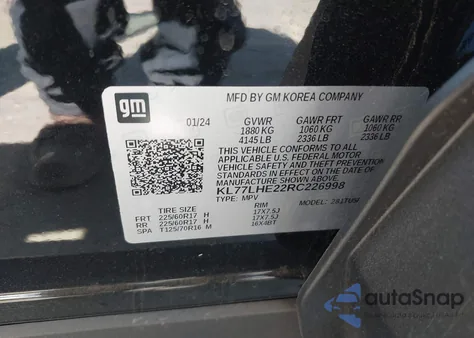 gm
MFD BY GM KOREA COMPANY
01/24 GVWR GAWR FRT GAWR RR
1880 KG 1060 KG 1060 KG
4145 LB 2336 LB 2336 LB
THIS VEHICLE CONFORMS TO ALL
APPLICABLE U.S. FEDERAL MOTOR
VEHICLE SAFETY AND THEFT PREVENTION
STANDARDS IN EFFECT ON THE DATE OF
MANUFACTURE SHOWN ABOVE.
KL77LHE22RC226998
TYPE: MPV
TIRE SIZE RIM
FRT 225/60R17 H 17X7.5J
RR 225/60R17 H 17X7.5J
SPA T125/70R16 M 16X4BT
autoSnap